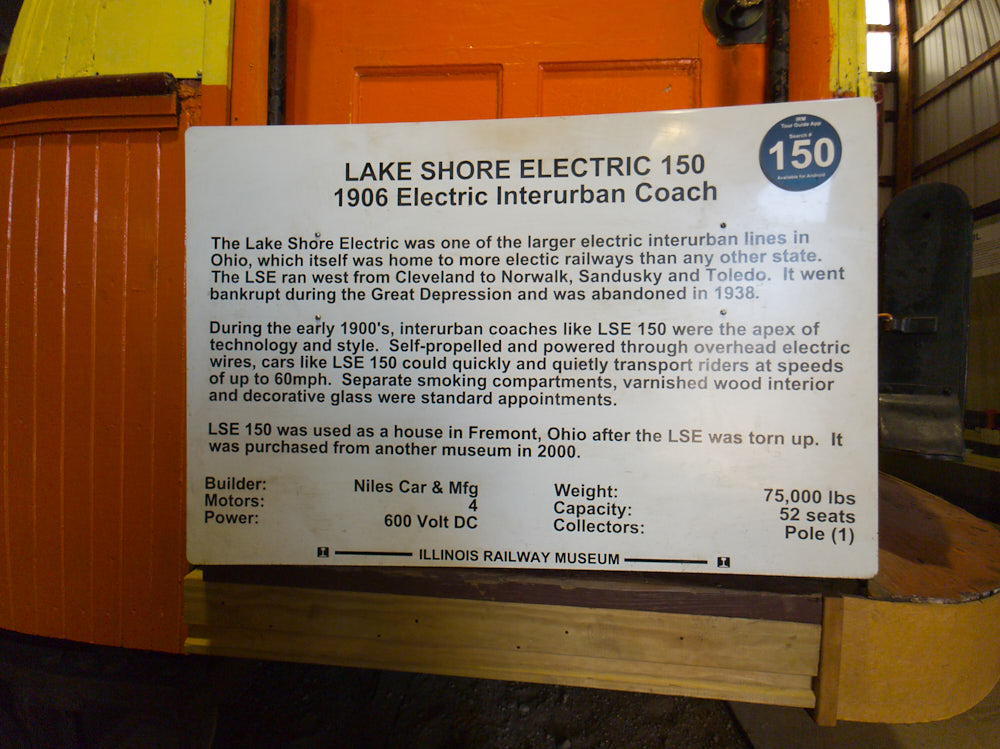 IRM
Tour Guide App
Search #
150
Available for Android
LAKE SHORE ELECTRIC 150
1906 Electric Interurban Coach
The Lake Shore Electric was one of the larger electric interurban lines in
Ohio, which itself was home to more electic railways than any other state.
The LSE ran west from Cleveland to Norwalk, Sandusky and Toledo. It went
bankrupt during the Great Depression and was abandoned in 1938.
During the early 1900's, interurban coaches like LSE 150 were the apex of
technology and style. Self-propelled and powered through overhead electric
wires, cars like LSE 150 could quickly and quietly transport riders at speeds
of up to 60mph. Separate smoking compartments, varnished wood interior
and decorative glass were standard appointments.
LSE 150 was used as a house in Fremont, Ohio after the LSE was torn up. It
was purchased from another museum in 2000.
Builder: Niles Car & Mfg
Motors: 4
Power: 600 Volt DC
Weight: 75,000 lbs
Capacity: 52 seats
Collectors: Pole (1)
ILLINOIS RAILWAY MUSEUM